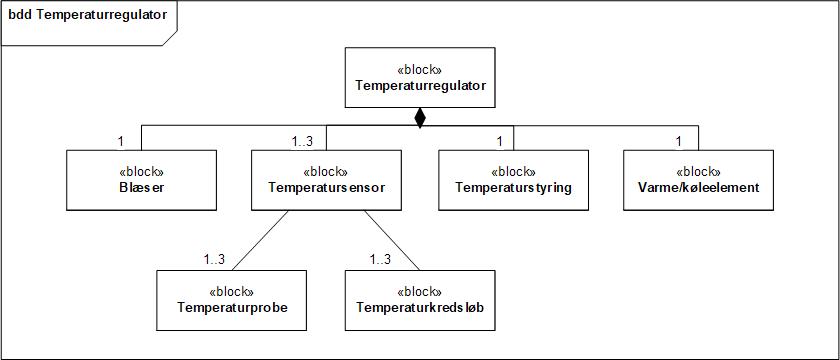 bdd Temperaturregulator
«block»
Temperaturregulator
1
1..3
1
1
«block»
Blæser
«block»
Temperatursensor
«block»
Temperaturstyring
«block»
Varme/køleelement
1..3
1..3
«block»
Temperaturprobe
«block»
Temperaturkredsløb